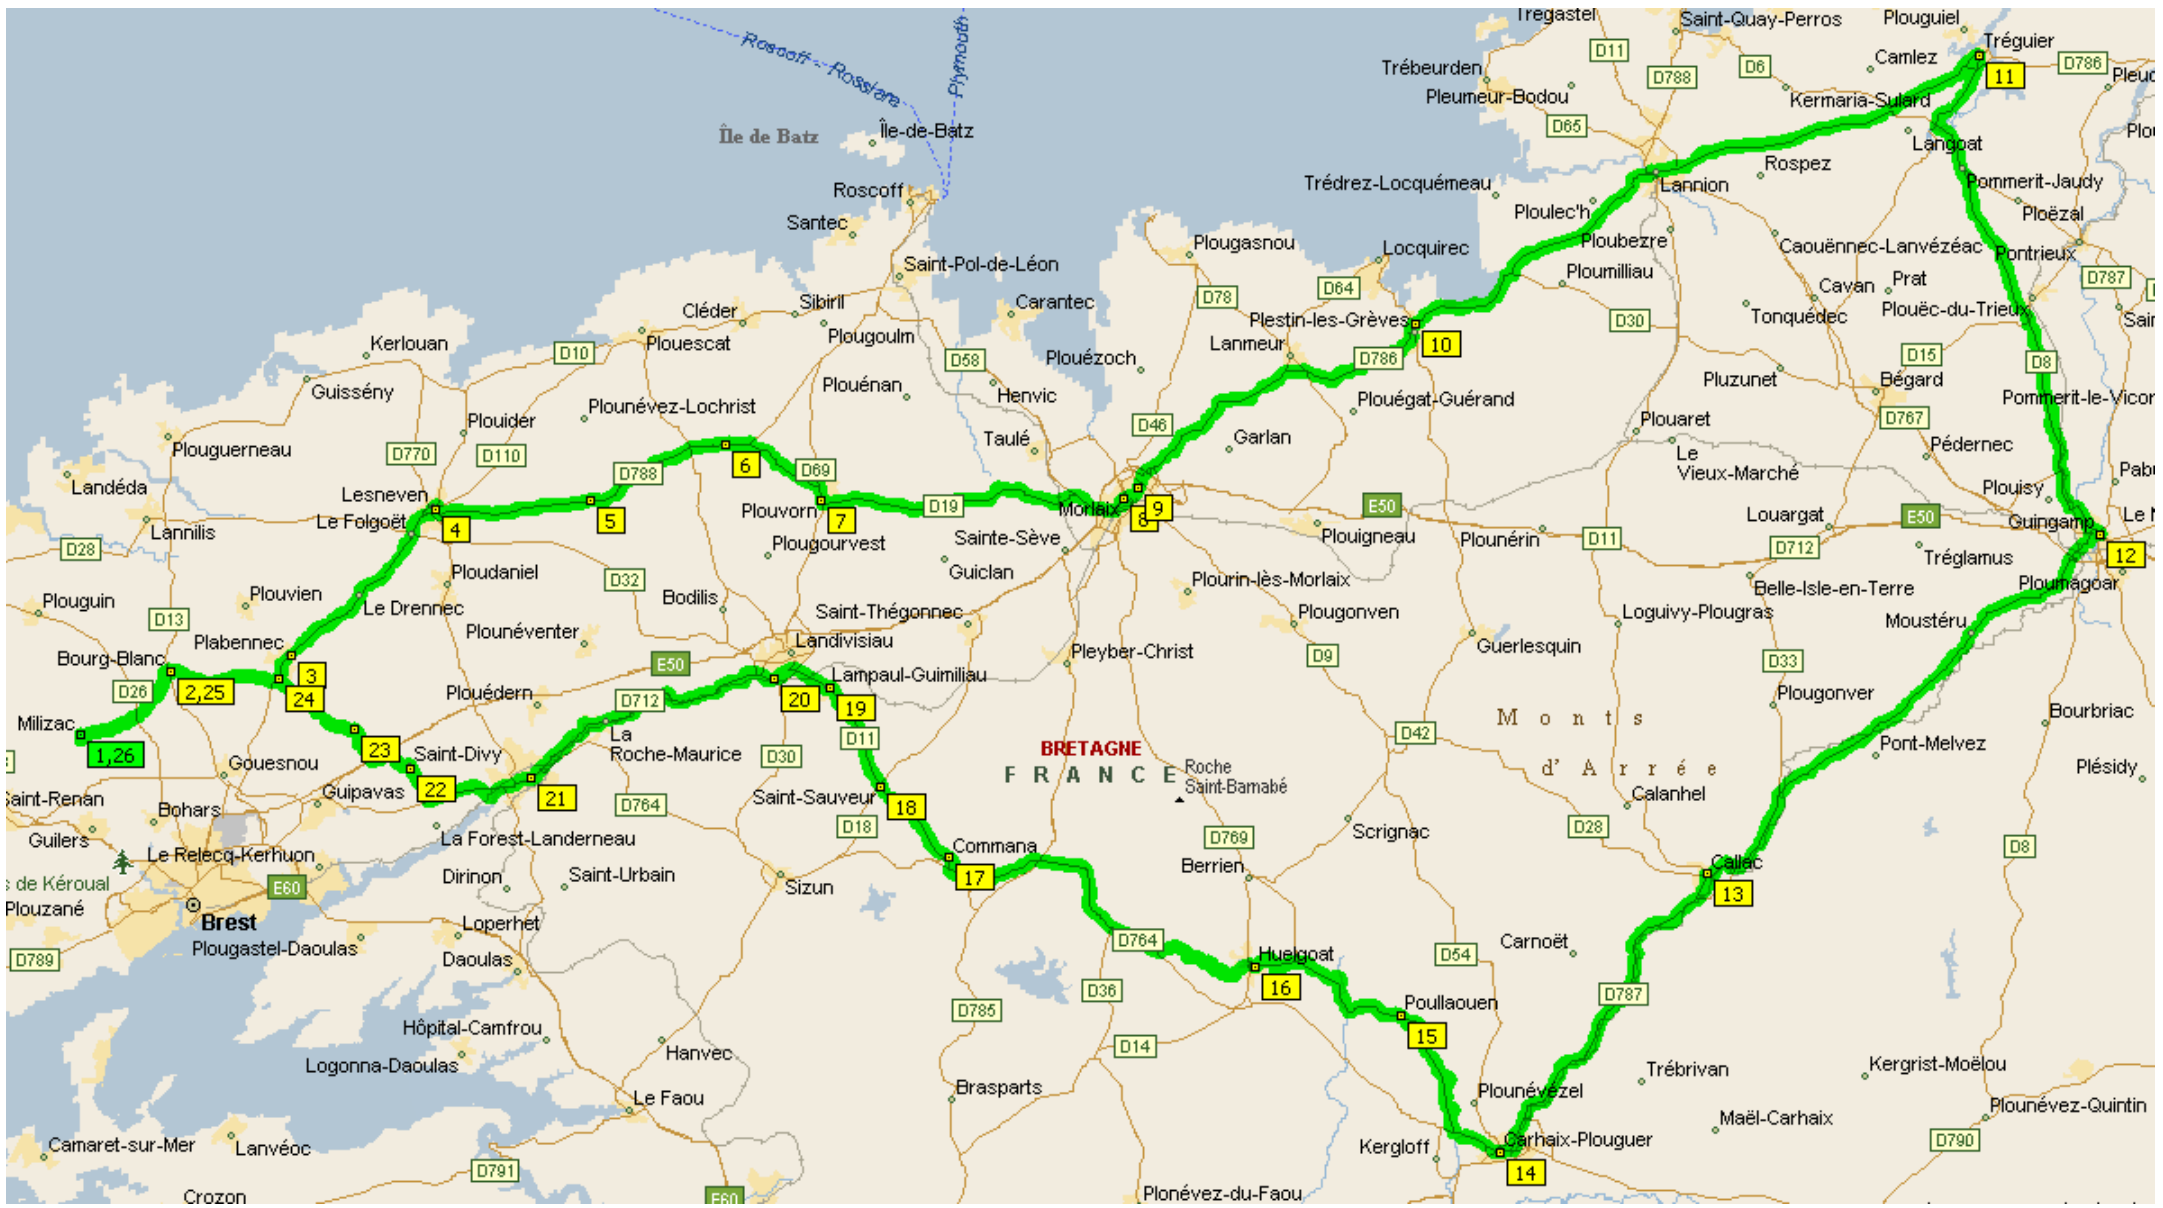 Trégastel
Saint-Quay-Perros
Plouguiel
Tréguier
11
D786
D11
D788
D6
Camlez
Trébeurden
Pleumeur-Bodou
Kermaria-Sulard
D65
Langoat
Rospez
Lannion
Pommerit-Jaudy
Ploëzal
Roscoff - Rosslare
Plymouth
Île de Batz
Île-de-Batz
Roscoff
Santec
Saint-Pol-de-Léon
Carantec
Sibiril
Cléder
Plougoulm
Plouescat
D10
Kerlouan
Guissény
Plouider
Plounévez-Lochrist
Plouénan
D58
Henvic
Plouézoch
Taulé
Plougasnou
D78
D64
Locquirec
Trédrez-Locquémeau
Ploulec'h
Ploubezre
Ploumilliau
Caouënnec-Lanvézéac
Pontrieux
D787
Cavan
Prat
Plouëc-du-Trieux
Tonquédec
D30
Plestin-les-Grèves
10
Lanmeur
D786
Plouégat-Guérand
Garlan
D46
D15
D8
Pluzunet
Bégard
D767
Plouaret
Le
Vieux-Marché
Pédernec
Plouisy
Louargat
E50
Guingamp
12
Ploumagoar
Tréglamus
D712
Belle-Isle-en-Terre
Moustéru
Plouguerneau
Landéda
Lannilis
D28
D770
D110
Lesneven
Le Folgoët
4
5
D788
6
D69
Plouvorn
7
D19
Morlaix
8
9
E50
Plouigneau
Plounérin
D11
Sainte-Sève
Guiclan
Plougourvest
D32
Bodilis
Ploudaniel
Le Drennec
Plouvien
Plouguin
D13
Plabennec
3
24
Bourg-Blanc
2,25
D26
Milizac
1,26
Plounéventer
Saint-Thégonnec
Landivisiau
Lampaul-Guimiliau
20
19
D11
E50
D712
Plouédern
La
Roche-Maurice
23
Saint-Divy
22
21
Gouesnou
Guipavas
Bohars
Guilers
Le Relecq-Kerhuon
La Forest-Landerneau
D764
D30
Saint-Sauveur
18
D18
Commana
17
Sizun
Dirinon
Saint-Urbain
E60
Brest
Plouzané
D789
Plougastel-Daoulas
Loperhet
Daoulas
Hôpital-Camfrou
Logonna-Daoulas
Hanvec
Le Faou
Camaret-sur-Mer
Lanvéoc
Crozon
D791
E60
Plourin-lès-Morlaix
Plougonven
D9
Pleyber-Christ
Guerlesquin
Loguivy-Plougras
D33
Plougonver
Bourbriac
Pont-Melvez
Plésidy
BRETAGNE
FRANCE
Roche
Saint-Barnabé
Monts
d'Arrée
D42
Calanhel
D28
Scrignac
D769
Berrien
Callac
13
D8
D764
Huelgoat
16
D54
Carnoët
D787
Poullaouen
15
D36
D785
D14
Brasparts
Trébrivan
Kergrist-Moëlou
Plounévézel
Maël-Carhaix
Plounévez-Quintin
D790
Kergloff
Carhaix-Plouguer
14
Plonévez-du-Faou